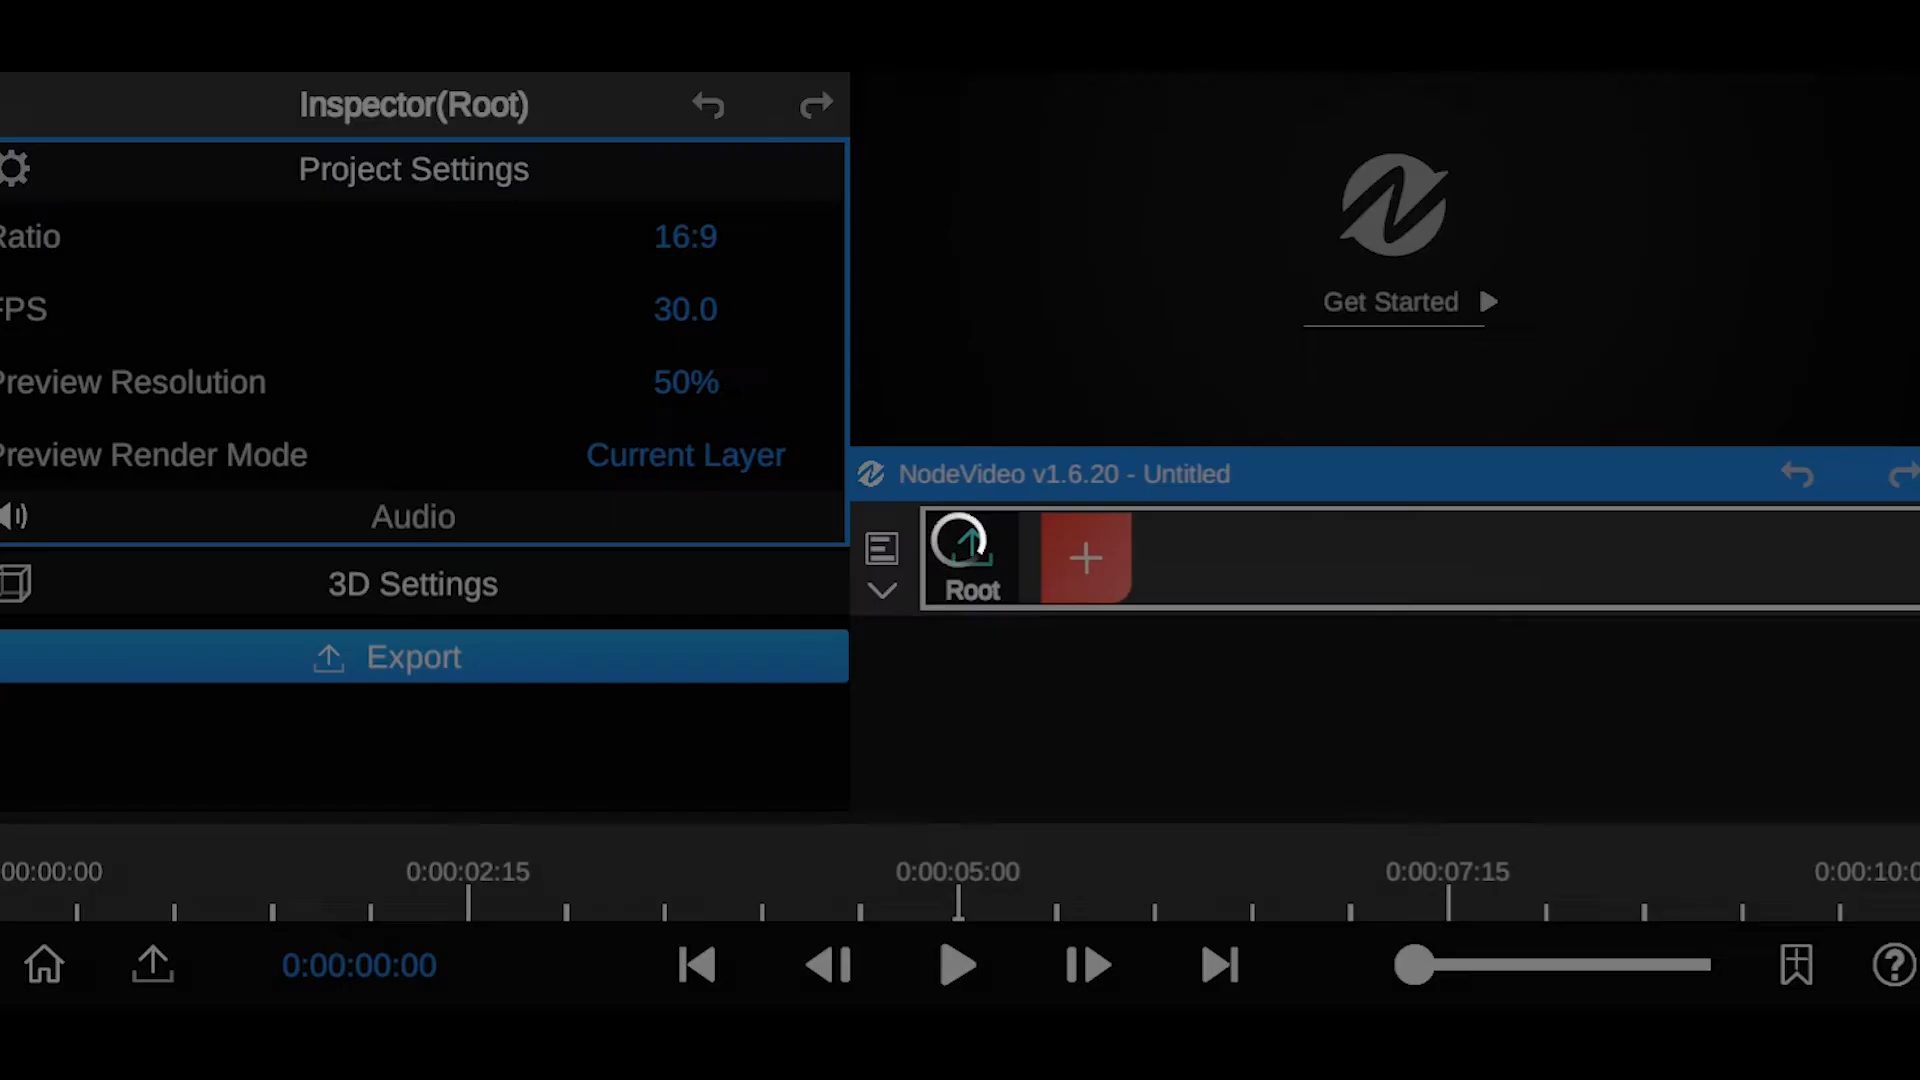 Inspector(Root)
Project Settings
Ratio
16:9
FPS
30.0
Preview Resolution
50%
Preview Render Mode
Current Layer
Audio
3D Settings
Export
Get Started
NodeVideo v1.6.20 - Untitled
Root
00:00:00
0:00:02:15
0:00:05:00
0:00:07:15
0:00:10:0
0:00:00:00